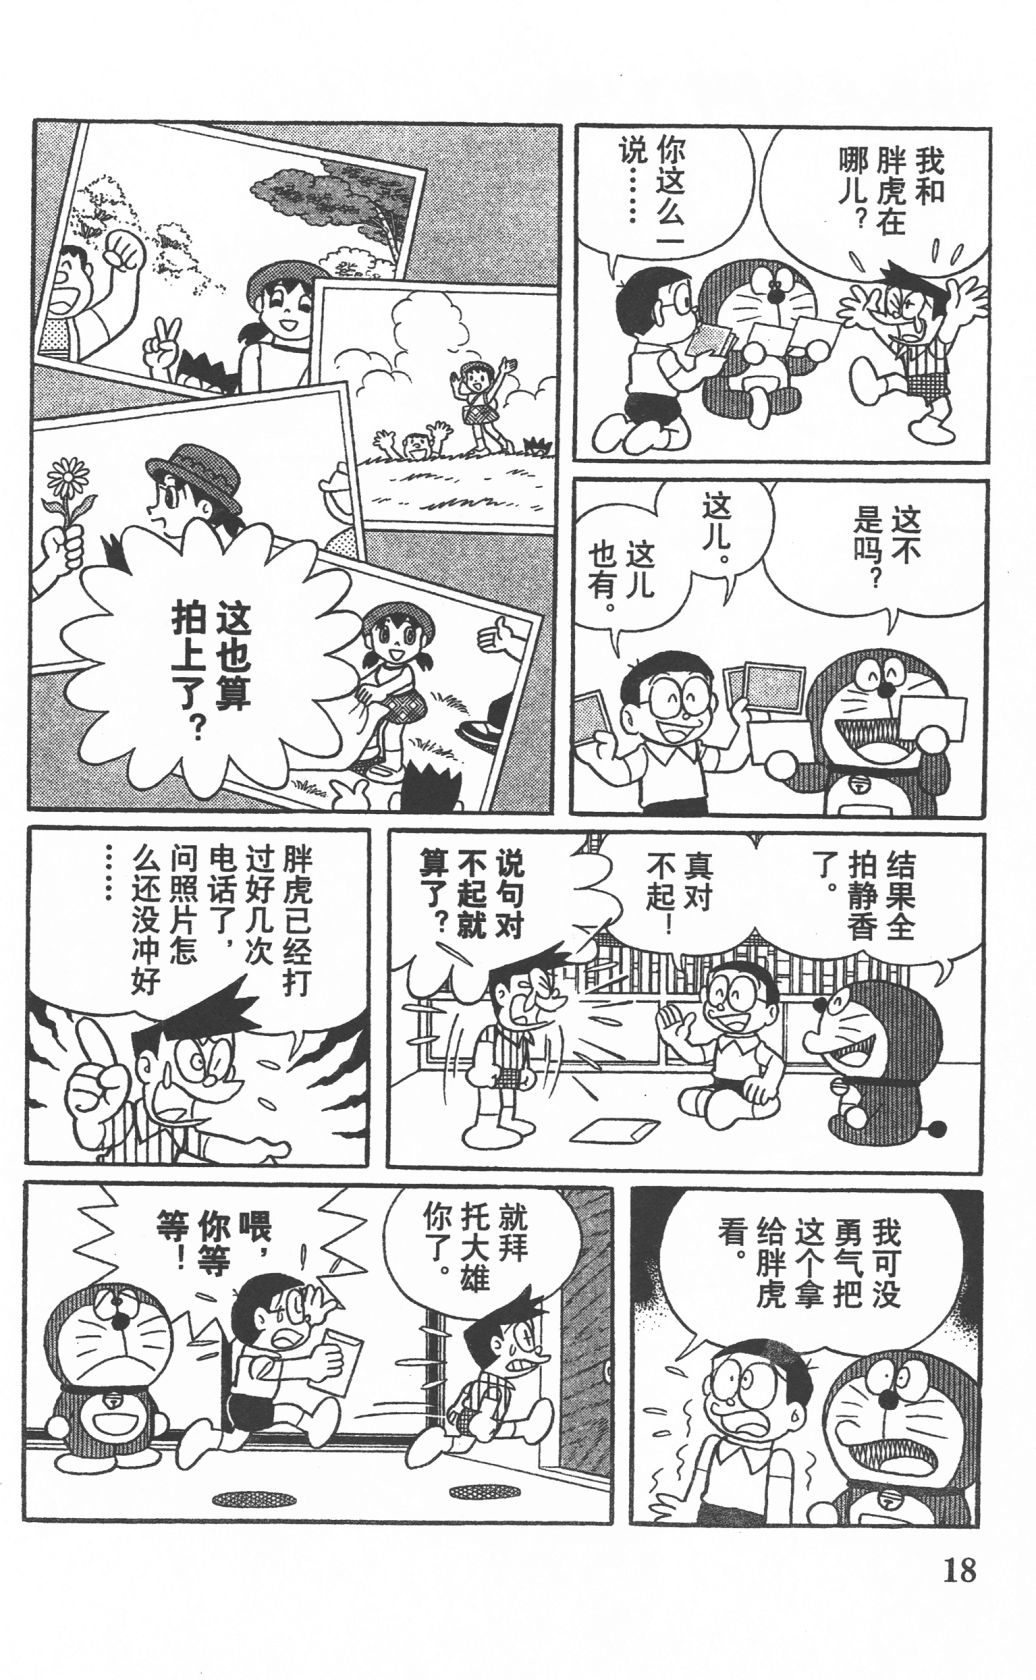 我和
胖虎在
哪儿？
你这么一
说……
这不
是吗？
这儿。
这儿
也有。
这也算
拍上了？
结果全
拍静香
了。
真对
不起！
说句对
不起就
算了？
胖虎已经打
过好几次
电话了，
问照片怎
么还没冲好
……
我可没
勇气把
这个拿
给胖虎
看。
就拜
托大雄
你了。
喂，
你等
等！
18